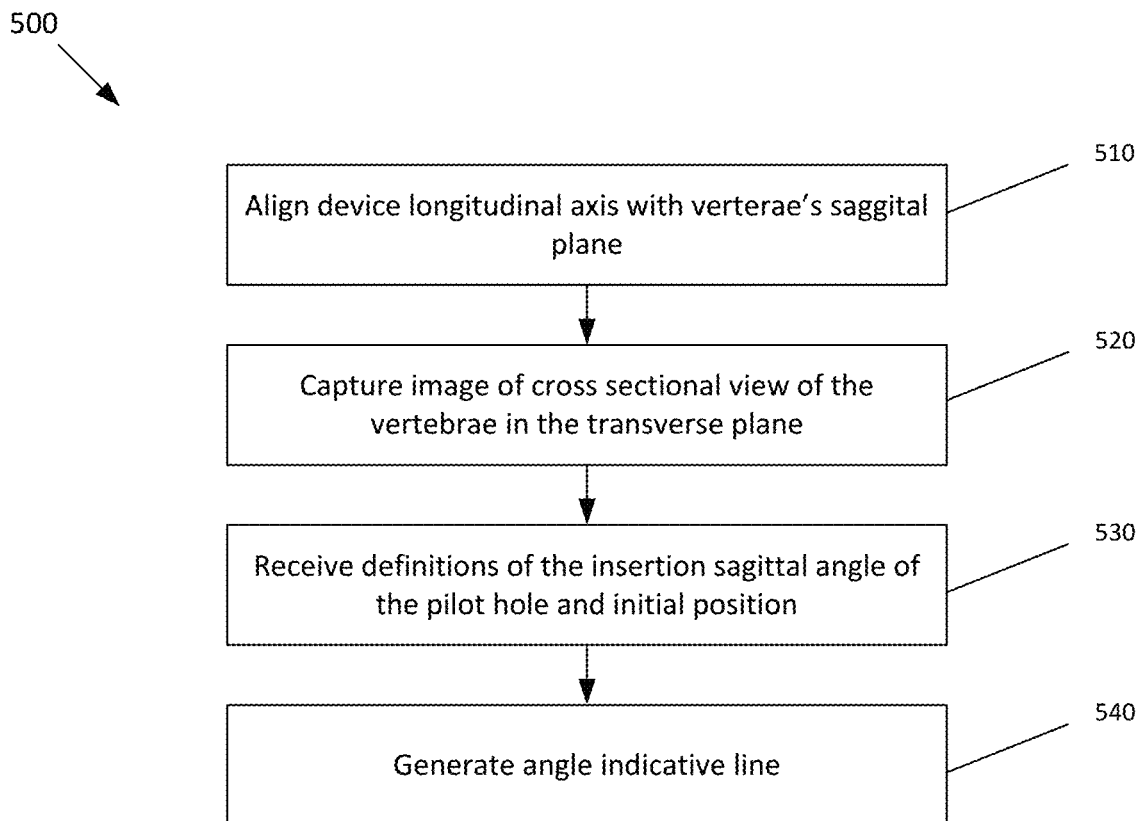 500
510
Align device longitudinal axis with verterae's saggital
plane
520
Capture image of cross sectional view of the
vertebrae in the transverse plane
530
Receive definitions of the insertion sagittal angle of
the pilot hole and initial position
540
Generate angle indicative line